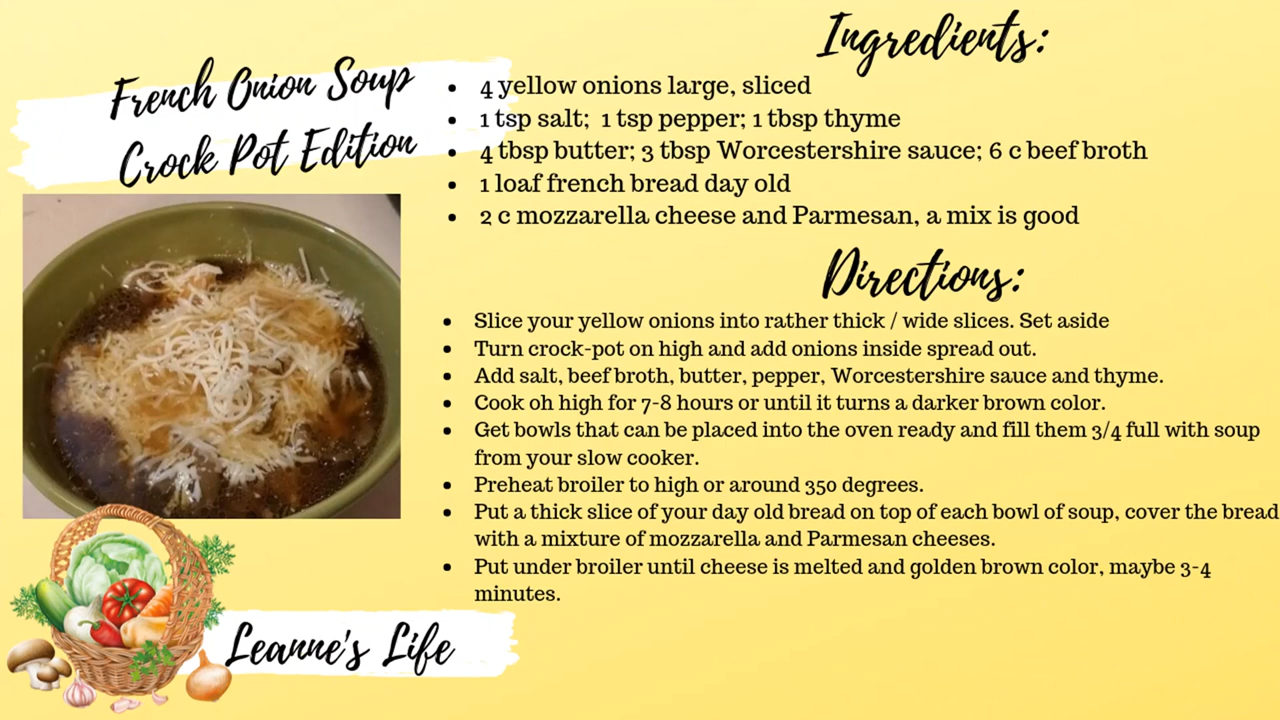 French Onion Soup
Crock Pot Edition
Ingredients:
• 4 yellow onions large, sliced
• 1 tsp salt;  1 tsp pepper; 1 tbsp thyme
• 4 tbsp butter; 3 tbsp Worcestershire sauce; 6 c beef broth
• 1 loaf french bread day old
• 2 c mozzarella cheese and Parmesan, a mix is good
Directions:
• Slice your yellow onions into rather thick / wide slices. Set aside
• Turn crock-pot on high and add onions inside spread out.
• Add salt, beef broth, butter, pepper, Worcestershire sauce and thyme.
• Cook oh high for 7-8 hours or until it turns a darker brown color.
• Get bowls that can be placed into the oven ready and fill them 3/4 full with soup
from your slow cooker.
• Preheat broiler to high or around 350 degrees.
• Put a thick slice of your day old bread on top of each bowl of soup, cover the bread
with a mixture of mozzarella and Parmesan cheeses.
• Put under broiler until cheese is melted and golden brown color, maybe 3-4
minutes.
Leanne's Life